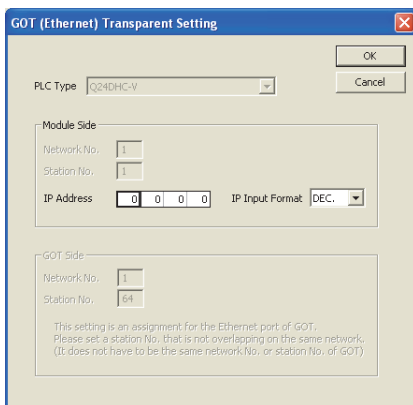 GOT (Ethernet) Transparent Setting
OK
PLC Type Q24DHC-V
Cancel
Module Side
Network No. 1
Station No. 1
IP Address 0 0 0 0 IP Input Format DEC.
GOT Side
Network No. 1
Station No. 64
This setting is an assignment for the Ethernet port of GOT.
Please set a station No. that is not overlapping on the same network.
(It does not have to be the same network No. or station No. of GOT)